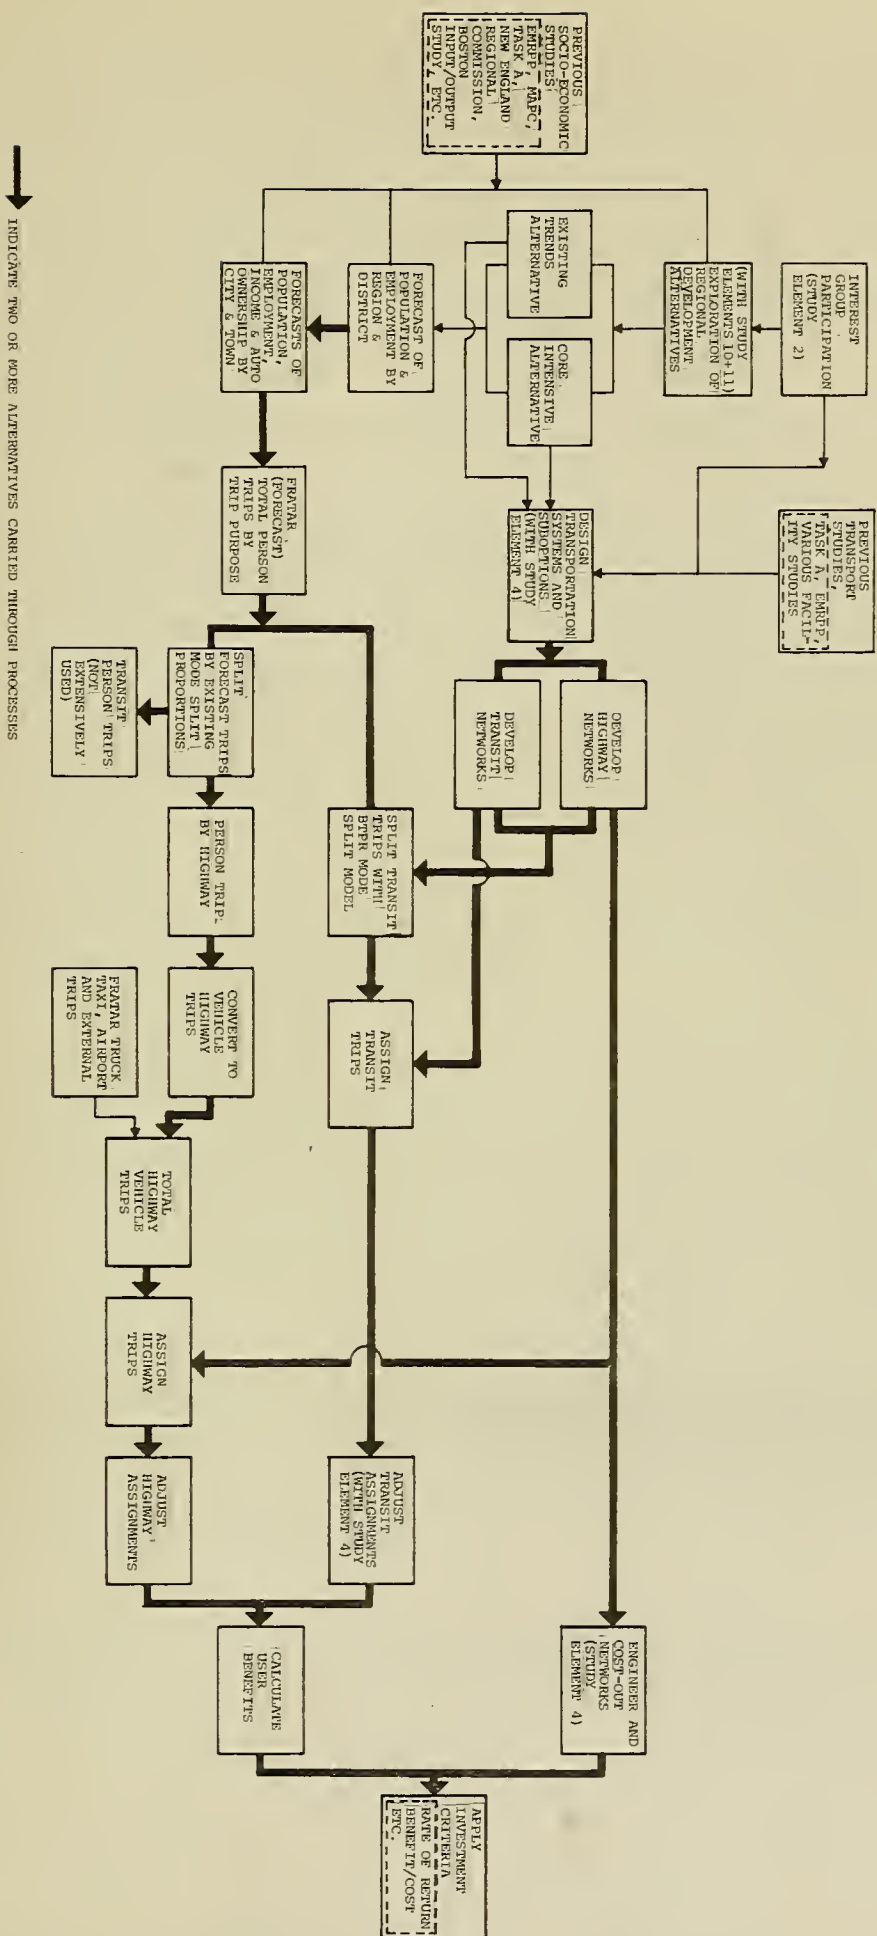 PREVIOUS
SOCIO-ECONOMIC
STUDIES
EMRPP, MAPC,
TASK A,
NEW ENGLAND
REGIONAL
COMMISSION,
BOSTON
INPUT/OUTPUT
STUDY, ETC.
INTEREST
GROUP
PARTICIPATION
(STUDY
ELEMENT 2)
(WITH STUDY
ELEMENTS 10+11)
EXPLORATION OF
REGIONAL
DEVELOPMENT
ALTERNATIVES
EXISTING
TRENDS
ALTERNATIVE
CORE
INTENSIVE
ALTERNATIVE
FORECAST OF
POPULATION &
EMPLOYMENT BY
REGION &
DISTRICT
FORECASTS OF
POPULATION,
EMPLOYMENT,
INCOME & AUTO
OWNERSHIP BY
CITY & TOWN
PREVIOUS
TRANSPORT
STUDIES,
TASK A, EMRPP,
VARIOUS FACIL-
ITY STUDIES
DESIGN
TRANSPORTATION
SYSTEMS AND
SUBOPTIONS
(WITH STUDY
ELEMENT 4)
FRATAR
(FORECAST)
TOTAL PERSON
TRIPS BY
TRIP PURPOSE
DEVELOP
HIGHWAY
NETWORKS
DEVELOP
TRANSIT
NETWORKS
SPLIT
FORECAST TRIPS
BY EXISTING
MODE SPLIT
PROPORTIONS
TRANSIT
PERSON TRIPS
(NOT
EXTENSIVELY
USED)
SPLIT TRANSIT
TRIPS WITH
BTPR MODE
SPLIT MODEL
PERSON TRIP
BY HIGHWAY
ASSIGN
TRANSIT
TRIPS
CONVERT TO
VEHICLE
HIGHWAY
TRIPS
FRATAR TRUCK
TAXI, AIRPORT
AND EXTERNAL
TRIPS
TOTAL
HIGHWAY
VEHICLE
TRIPS
ASSIGN
HIGHWAY
TRIPS
ADJUST
TRANSIT
ASSIGNMENTS
(WITH STUDY
ELEMENT 4)
ADJUST
HIGHWAY
ASSIGNMENTS
ENGINEER AND
COST-OUT
NETWORKS
(STUDY
ELEMENT 4)
CALCULATE
USER
BENEFITS
APPLY
INVESTMENT
CRITERIA
RATE OF RETURN
BENEFIT/COST
ETC.
INDICATE TWO OR MORE ALTERNATIVES CARRIED THROUGH PROCESSES